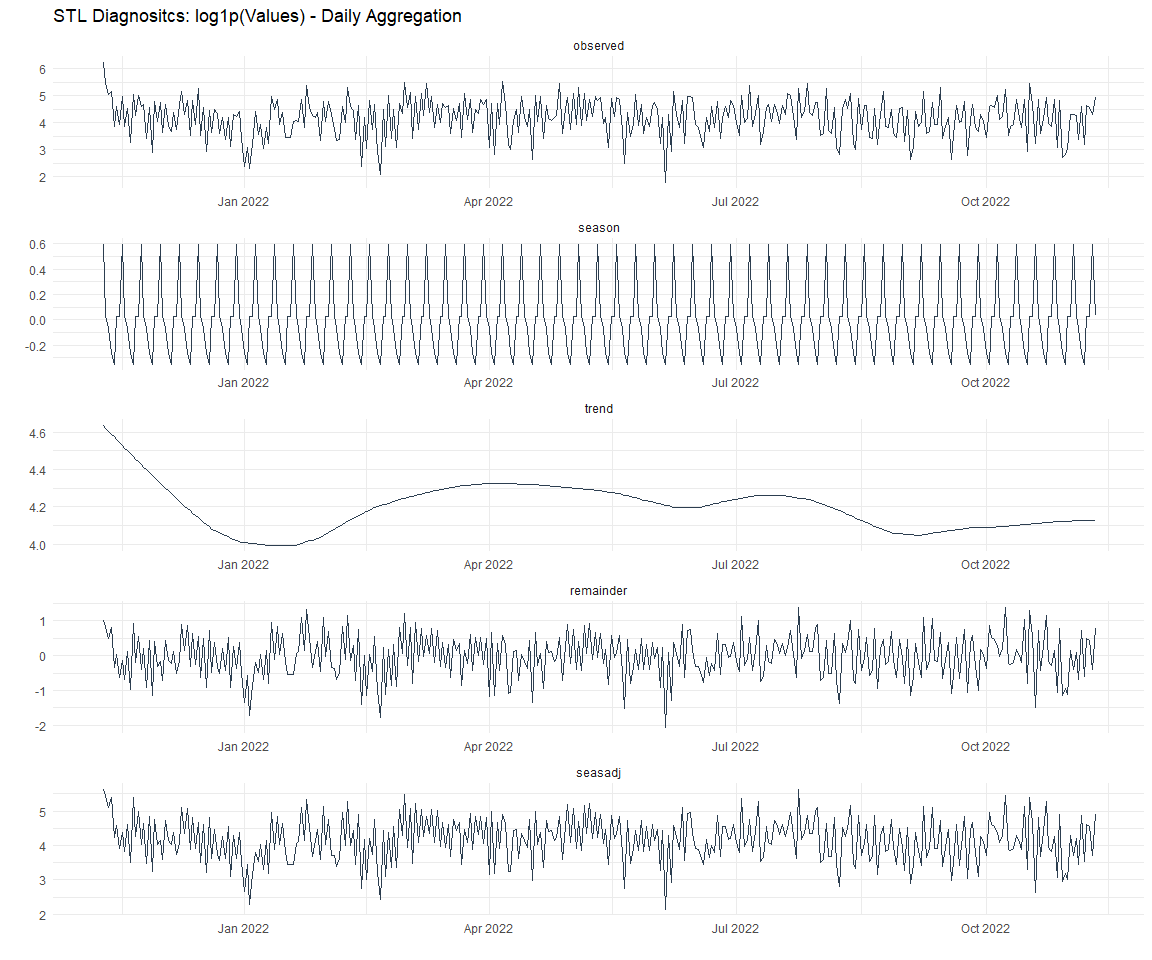 STL Diagnositcs: log1p(Values) - Daily Aggregation
observed
6
5
4
3
2
Jan 2022 Apr 2022 Jul 2022 Oct 2022
season
0.6
0.4
0.2
0.0
-0.2
Jan 2022 Apr 2022 Jul 2022 Oct 2022
trend
4.6
4.4
4.2
4.0
Jan 2022 Apr 2022 Jul 2022 Oct 2022
remainder
1
0
-1
-2
Jan 2022 Apr 2022 Jul 2022 Oct 2022
seasadj
5
4
3
2
Jan 2022 Apr 2022 Jul 2022 Oct 2022